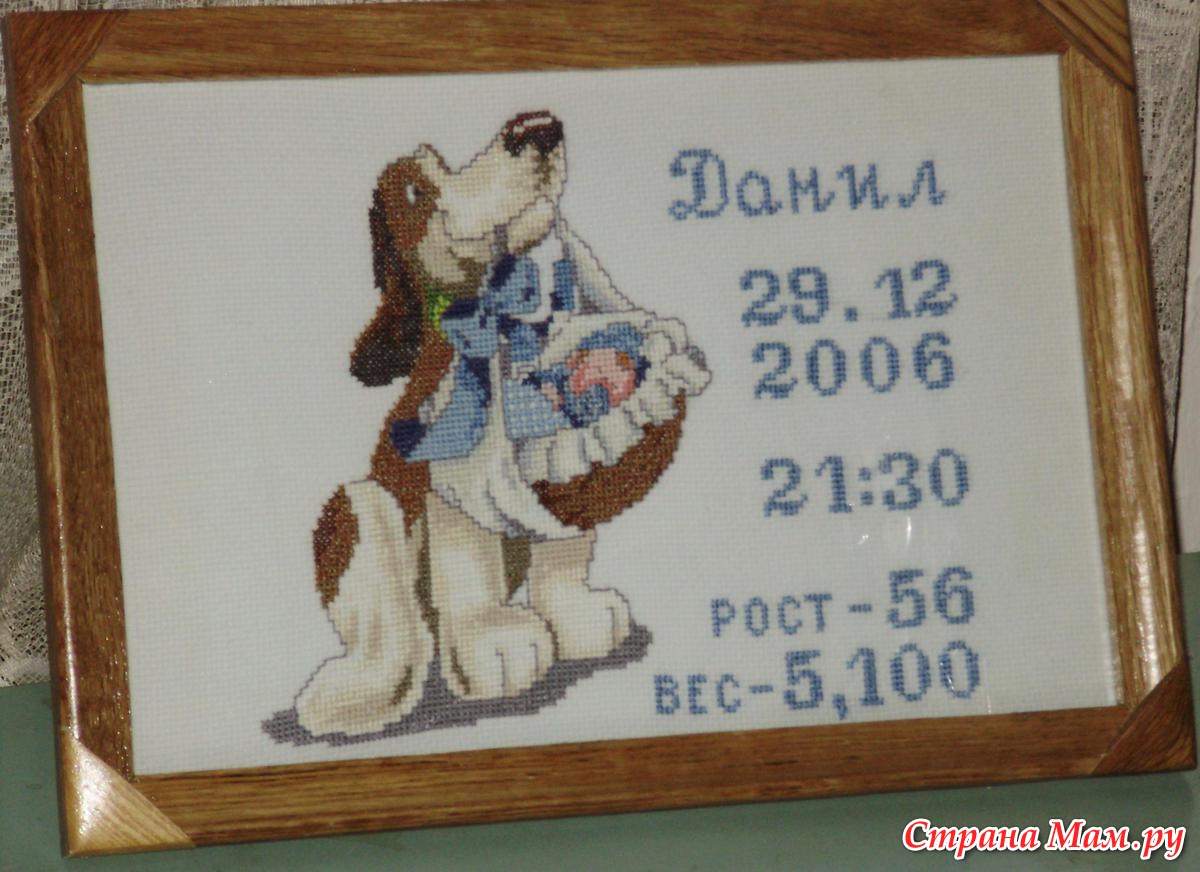 Данил
29.12
2006
21:30
РОСТ-56
ВЕС-5,100
Страна Мам.ру